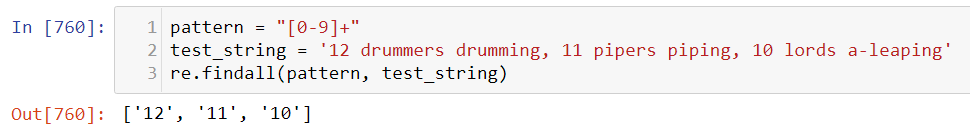 In [760]: 1 pattern = "[0-9]+"
2 test_string = '12 drummers drumming, 11 pipers piping, 10 lords a-leaping'
3 re.findall(pattern, test_string)
Out[760]: ['12', '11', '10']